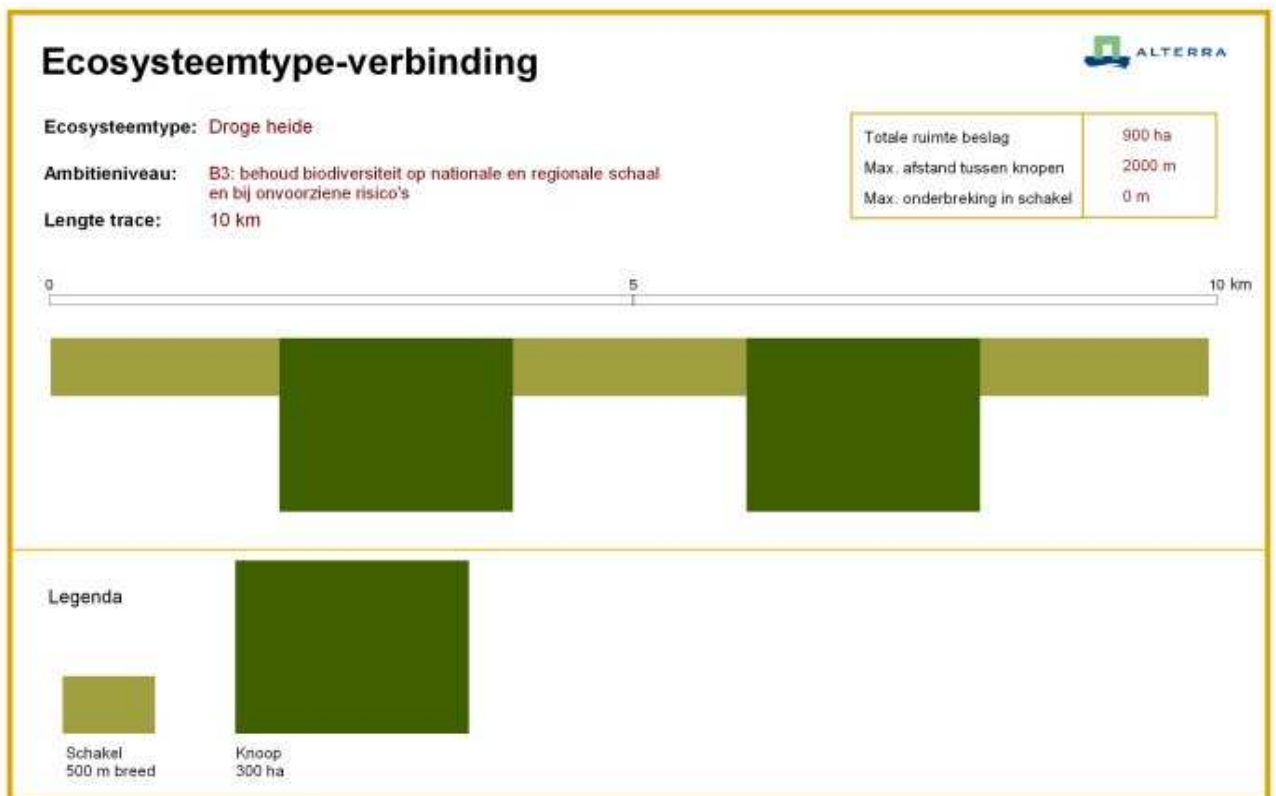 Ecosysteemtype-verbinding
ALTERRA
Ecosysteemtype: Droge heide
Ambitieniveau: B3: behoud biodiversiteit op nationale en regionale schaal
en bij onvoorziene risico's
Lengte trace: 10 km
Totale ruimte beslag 900 ha
Max. afstand tussen knopen 2000 m
Max. onderbreking in schakel 0 m
0 5 10 km
Legenda
Schakel
500 m breed
Knoop
300 ha